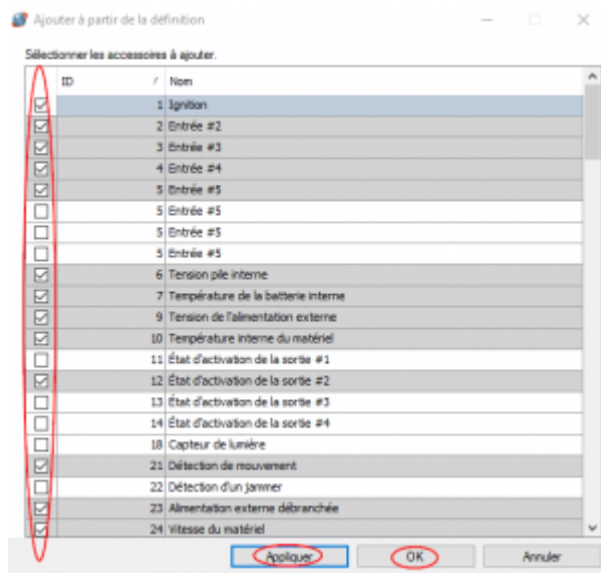 Ajouter à partir de la définition
Sélectionner les accessoires à ajouter.
ID / Nom
1 Ignition
2 Entrée #2
3 Entrée #3
4 Entrée #4
5 Entrée #5
5 Entrée #5
5 Entrée #5
5 Entrée #5
6 Tension pile interne
7 Température de la batterie interne
9 Tension de l'alimentation externe
10 Température interne du matériel
11 État d'activation de la sortie #1
12 État d'activation de la sortie #2
13 État d'activation de la sortie #3
14 État d'activation de la sortie #4
18 Capteur de lumière
21 Détection de mouvement
22 Détection d'un jammer
23 Alimentation externe débranchée
24 Vitesse du matériel
Appliquer OK Annuler